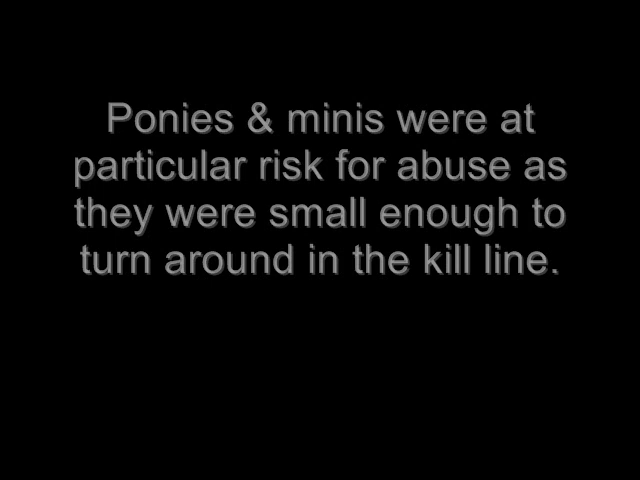 Ponies & minis were at
particular risk for abuse as
they were small enough to
turn around in the kill line.